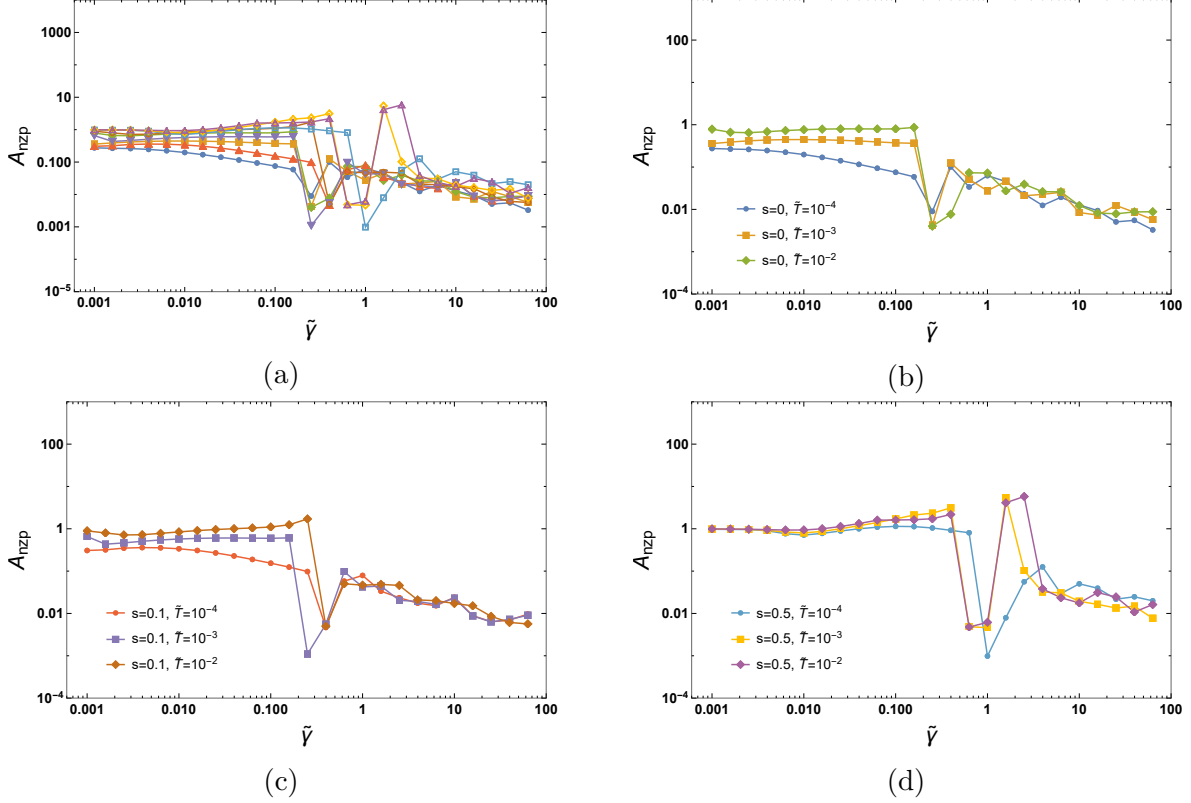 1000
10
0.100
0.001
10⁻⁵
A_nzp
0.001 0.010 0.100 1 10 100
γ̃
(a)
100
1
0.01
10⁻⁴
A_nzp
s=0, T̃=10⁻⁴
s=0, T̃=10⁻³
s=0, T̃=10⁻²
0.001 0.010 0.100 1 10 100
γ̃
(b)
100
1
0.01
10⁻⁴
A_nzp
s=0.1, T̃=10⁻⁴
s=0.1, T̃=10⁻³
s=0.1, T̃=10⁻²
0.001 0.010 0.100 1 10 100
γ̃
(c)
100
1
0.01
10⁻⁴
A_nzp
s=0.5, T̃=10⁻⁴
s=0.5, T̃=10⁻³
s=0.5, T̃=10⁻²
0.001 0.010 0.100 1 10 100
γ̃
(d)